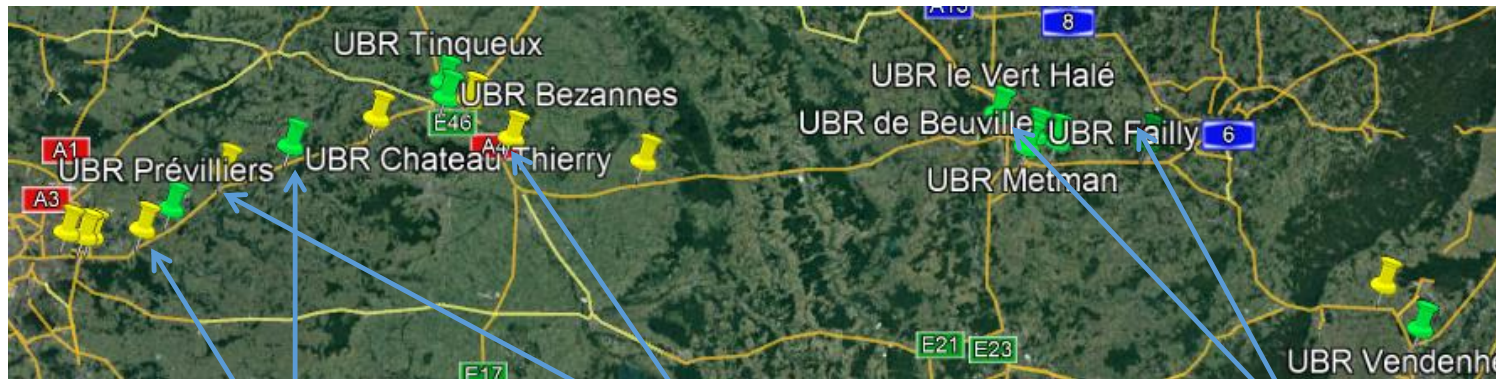 A13
8
UBR Tinqueux
UBR le Vert Halé
UBR Bezannes
E46
UBR de Beuville
UBR Failly
6
A1
A4
UBR Prévilliers
UBR Chateau Thierry
UBR Metman
A3
E21
E23
UBR Vendenhe
E17